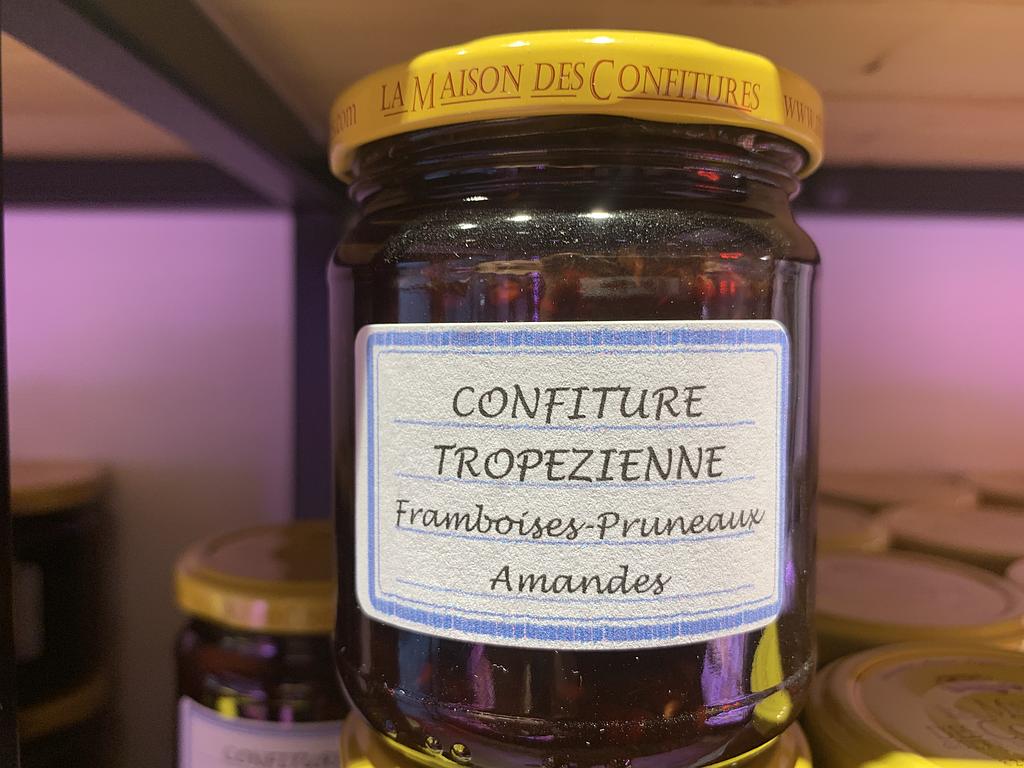 LA MAISON DES CONFITURES
CONFITURE
TROPEZIENNE
Framboises-Pruneaux
Amandes